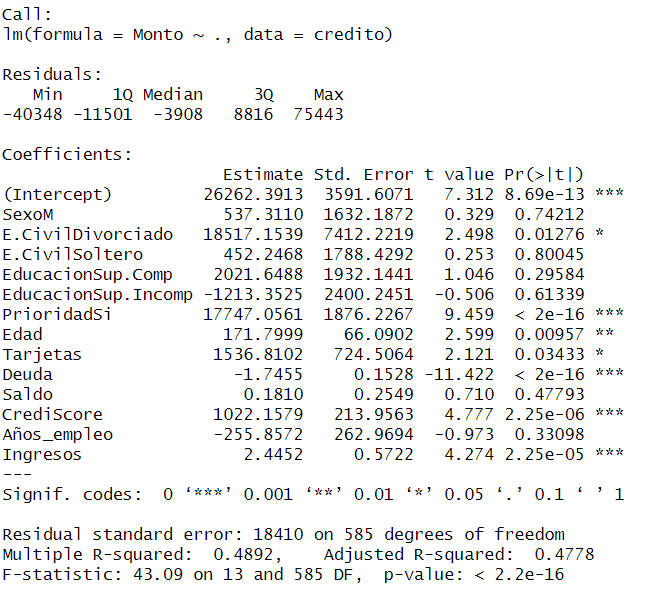 Call:
lm(formula = Monto ~ ., data = credito)
Residuals:
   Min     1Q Median     3Q    Max
-40348 -11501  -3908   8816  75443
Coefficients:
                       Estimate Std. Error t value Pr(>|t|)
(Intercept)          26262.3913  3591.6071   7.312 8.69e-13 ***
SexoM                  537.3110  1632.1872   0.329  0.74212
E.CivilDivorciado    18517.1539  7412.2219   2.498  0.01276 *
E.CivilSoltero         452.2468  1788.4292   0.253  0.80045
EducacionSup.Comp     2021.6488  1932.1441   1.046  0.29584
EducacionSup.Incomp  -1213.3525  2400.2451  -0.506  0.61339
PrioridadSi          17747.0561  1876.2267   9.459  < 2e-16 ***
Edad                   171.7999    66.0902   2.599  0.00957 **
Tarjetas              1536.8102   724.5064   2.121  0.03433 *
Deuda                   -1.7455     0.1528 -11.422  < 2e-16 ***
Saldo                    0.1810     0.2549   0.710  0.47793
CrediScore            1022.1579   213.9563   4.777 2.25e-06 ***
Años_empleo           -255.8572   262.9694  -0.973  0.33098
Ingresos                 2.4452     0.5722   4.274 2.25e-05 ***
---
Signif. codes:  0 ‘***’ 0.001 ‘**’ 0.01 ‘*’ 0.05 ‘.’ 0.1 ‘ ’ 1
Residual standard error: 18410 on 585 degrees of freedom
Multiple R-squared:  0.4892,    Adjusted R-squared:  0.4778
F-statistic: 43.09 on 13 and 585 DF,  p-value: < 2.2e-16